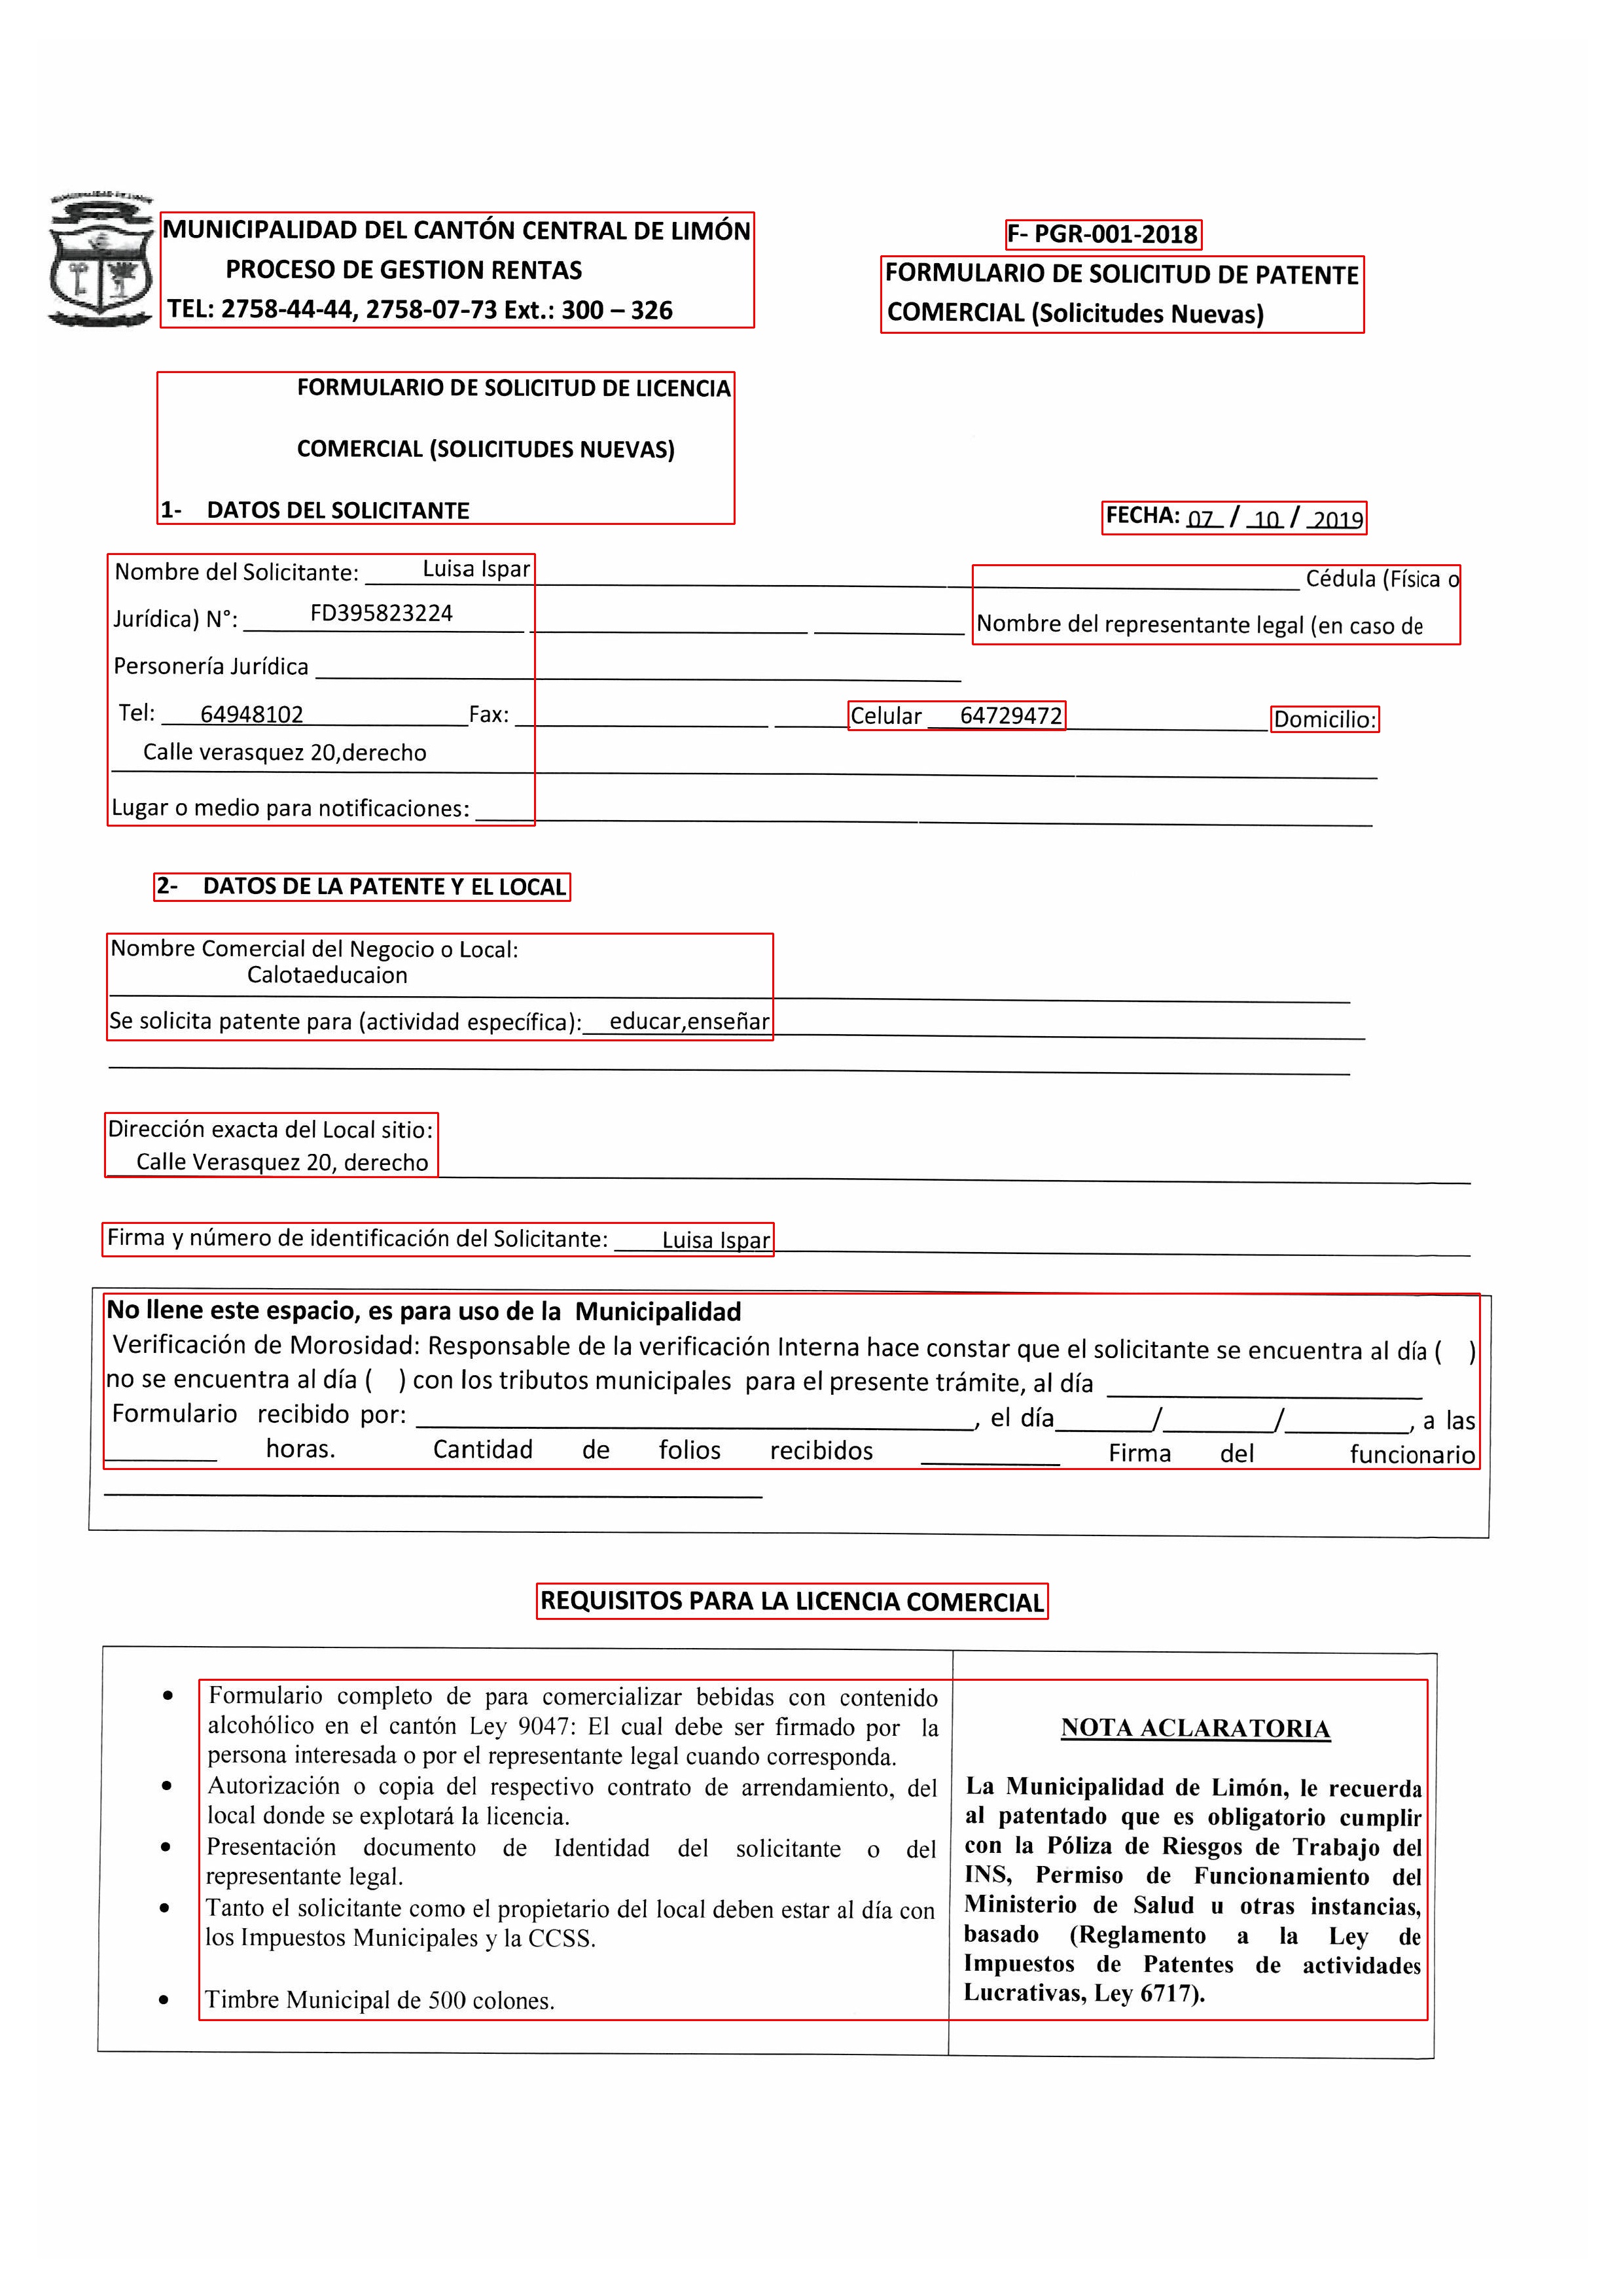 MUNICIPALIDAD DEL CANTÓN CENTRAL DE LIMÓN
PROCESO DE GESTION RENTAS
TEL: 2758-44-44, 2758-07-73 Ext.: 300 – 326
F- PGR-001-2018
FORMULARIO DE SOLICITUD DE PATENTE
COMERCIAL (Solicitudes Nuevas)
FORMULARIO DE SOLICITUD DE LICENCIA
COMERCIAL (SOLICITUDES NUEVAS)
1- DATOS DEL SOLICITANTE
FECHA: 07 / 10 / 2019
Nombre del Solicitante: Luisa Ispar Cédula (Física o
Jurídica) N°: FD395823224 Nombre del representante legal (en caso de
Personería Jurídica
Tel: 64948102 Fax: Celular 64729472 Domicilio:
Calle verasquez 20,derecho
Lugar o medio para notificaciones:
2- DATOS DE LA PATENTE Y EL LOCAL
Nombre Comercial del Negocio o Local:
Calotaeducaion
Se solicita patente para (actividad específica): educar,enseñar
Dirección exacta del Local sitio:
Calle Verasquez 20, derecho
Firma y número de identificación del Solicitante: Luisa Ispar
No llene este espacio, es para uso de la Municipalidad
Verificación de Morosidad: Responsable de la verificación Interna hace constar que el solicitante se encuentra al día ( )
no se encuentra al día ( ) con los tributos municipales para el presente trámite, al día
Formulario recibido por: , el día / / , a las
horas. Cantidad de folios recibidos Firma del funcionario
REQUISITOS PARA LA LICENCIA COMERCIAL
• Formulario completo de para comercializar bebidas con contenido
alcohólico en el cantón Ley 9047: El cual debe ser firmado por la
persona interesada o por el representante legal cuando corresponda.
• Autorización o copia del respectivo contrato de arrendamiento, del
local donde se explotará la licencia.
• Presentación documento de Identidad del solicitante o del
representante legal.
• Tanto el solicitante como el propietario del local deben estar al día con
los Impuestos Municipales y la CCSS.
• Timbre Municipal de 500 colones.
NOTA ACLARATORIA
La Municipalidad de Limón, le recuerda
al patentado que es obligatorio cumplir
con la Póliza de Riesgos de Trabajo del
INS, Permiso de Funcionamiento del
Ministerio de Salud u otras instancias,
basado (Reglamento a la Ley de
Impuestos de Patentes de actividades
Lucrativas, Ley 6717).